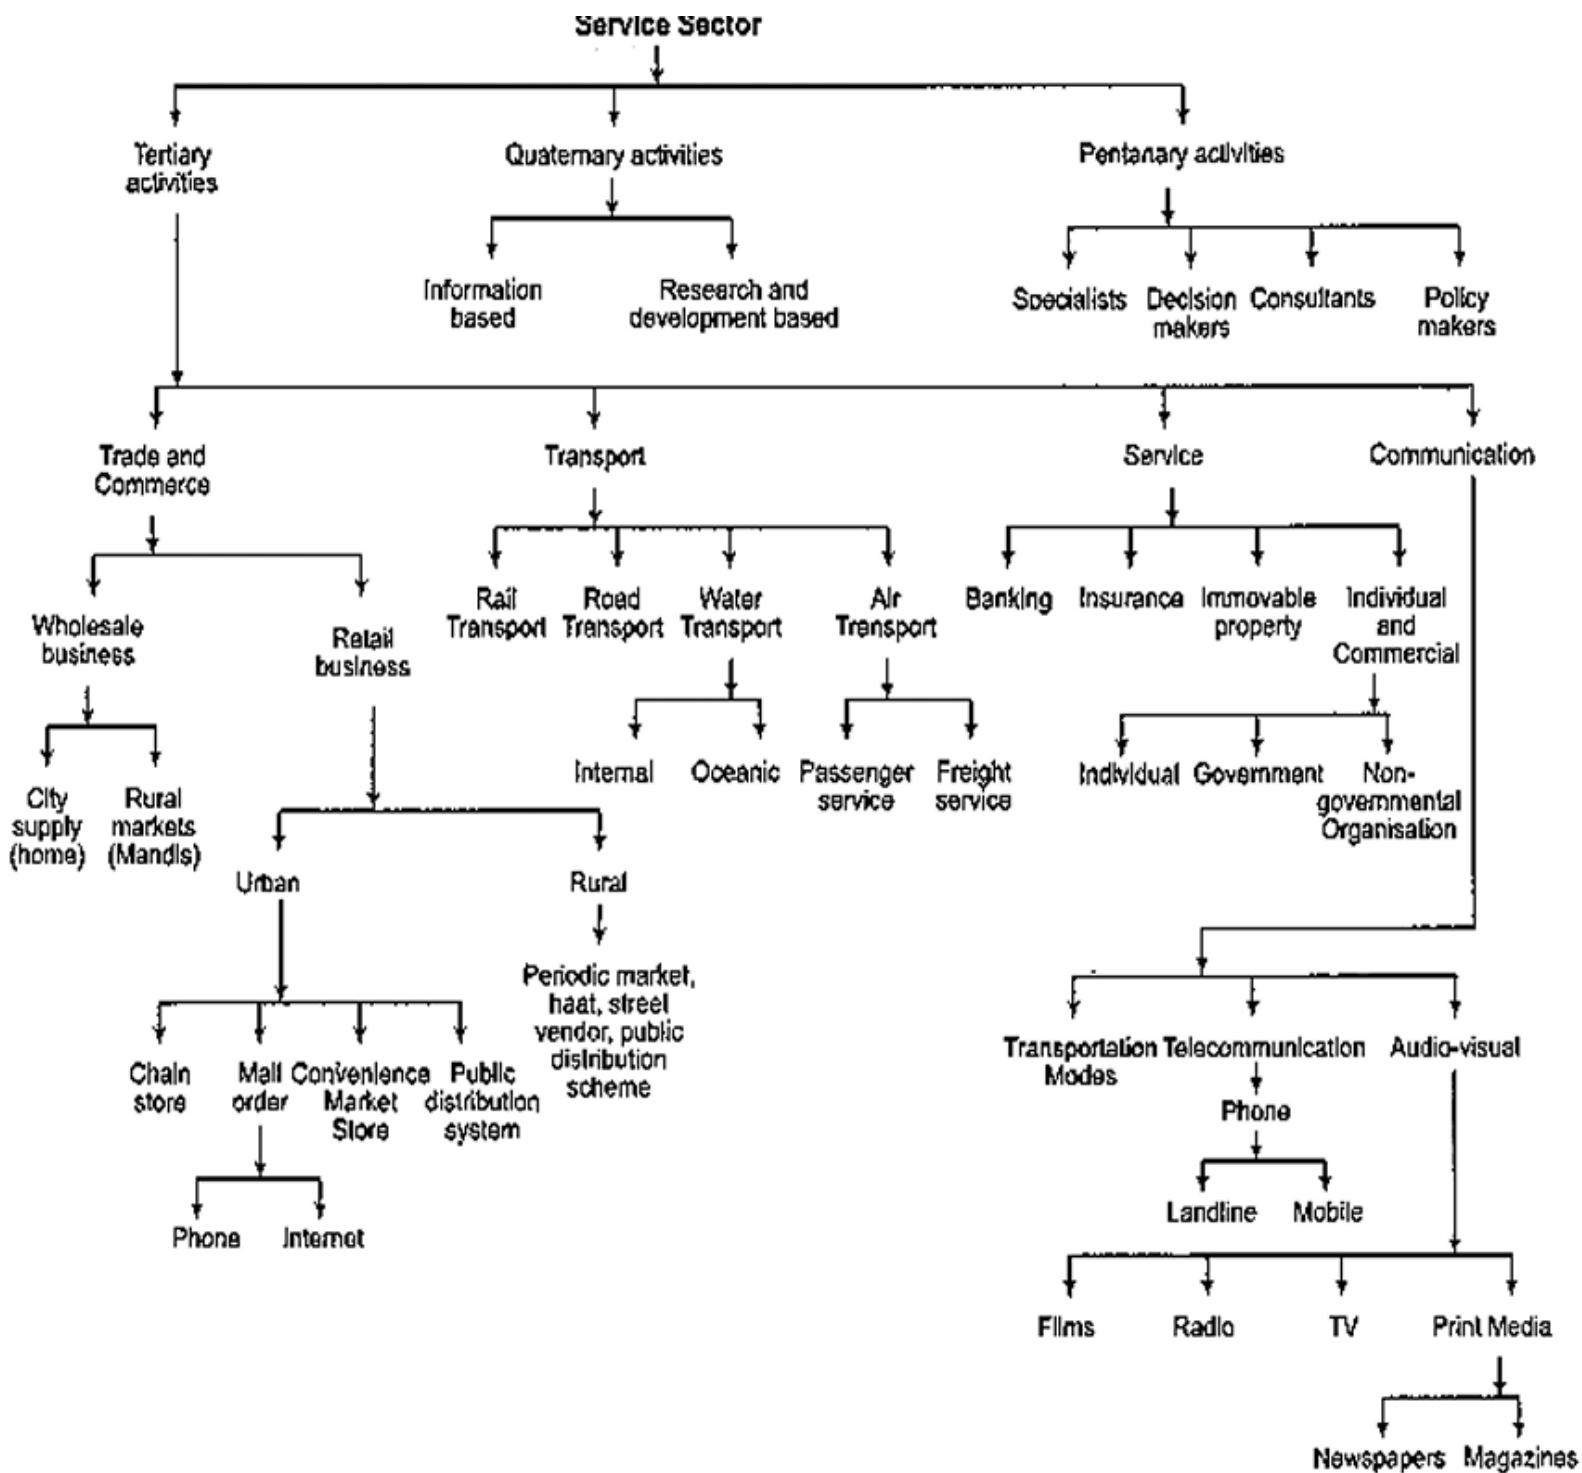 Service Sector
Tertiary
activities
Quaternary activities
Pentanary activities
Information
based
Research and
development based
Specialists
Decision
makers
Consultants
Policy
makers
Trade and
Commerce
Transport
Service
Communication
Wholesale
business
Retail
business
Rail
Transport
Road
Transport
Water
Transport
Air
Transport
Banking
Insurance
Immovable
property
Individual
and
Commercial
City
supply
(home)
Rural
markets
(Mandis)
Internal
Oceanic
Passenger
service
Freight
service
Individual
Government
Non-
governmental
Organisation
Urban
Rural
Periodic market,
haat, street
vendor, public
distribution
scheme
Chain
store
Mail
order
Convenience
Market
Store
Public
distribution
system
Phone
Internet
Transportation
Modes
Telecommunication
Audio-visual
Phone
Landline
Mobile
Films
Radio
TV
Print Media
Newspapers
Magazines